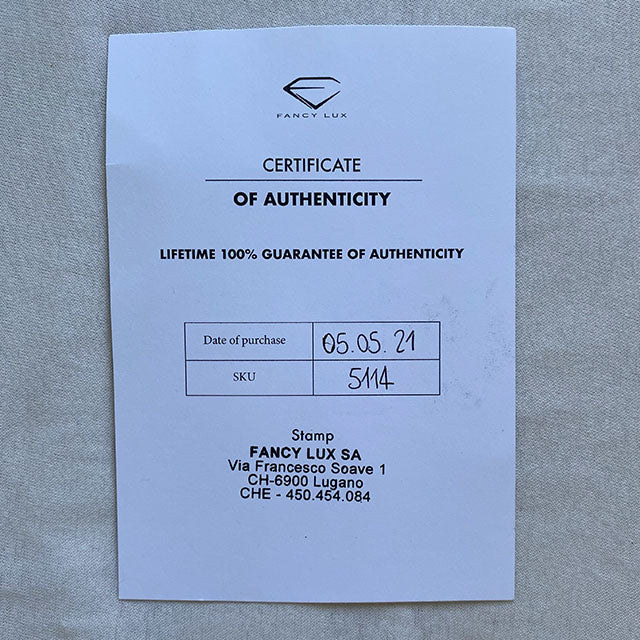 FANCY LUX
CERTIFICATE
OF AUTHENTICITY
LIFETIME 100% GUARANTEE OF AUTHENTICITY
Date of purchase 05.05.21
SKU 5114
Stamp
FANCY LUX SA
Via Francesco Soave 1
CH-6900 Lugano
CHE - 450.454.084